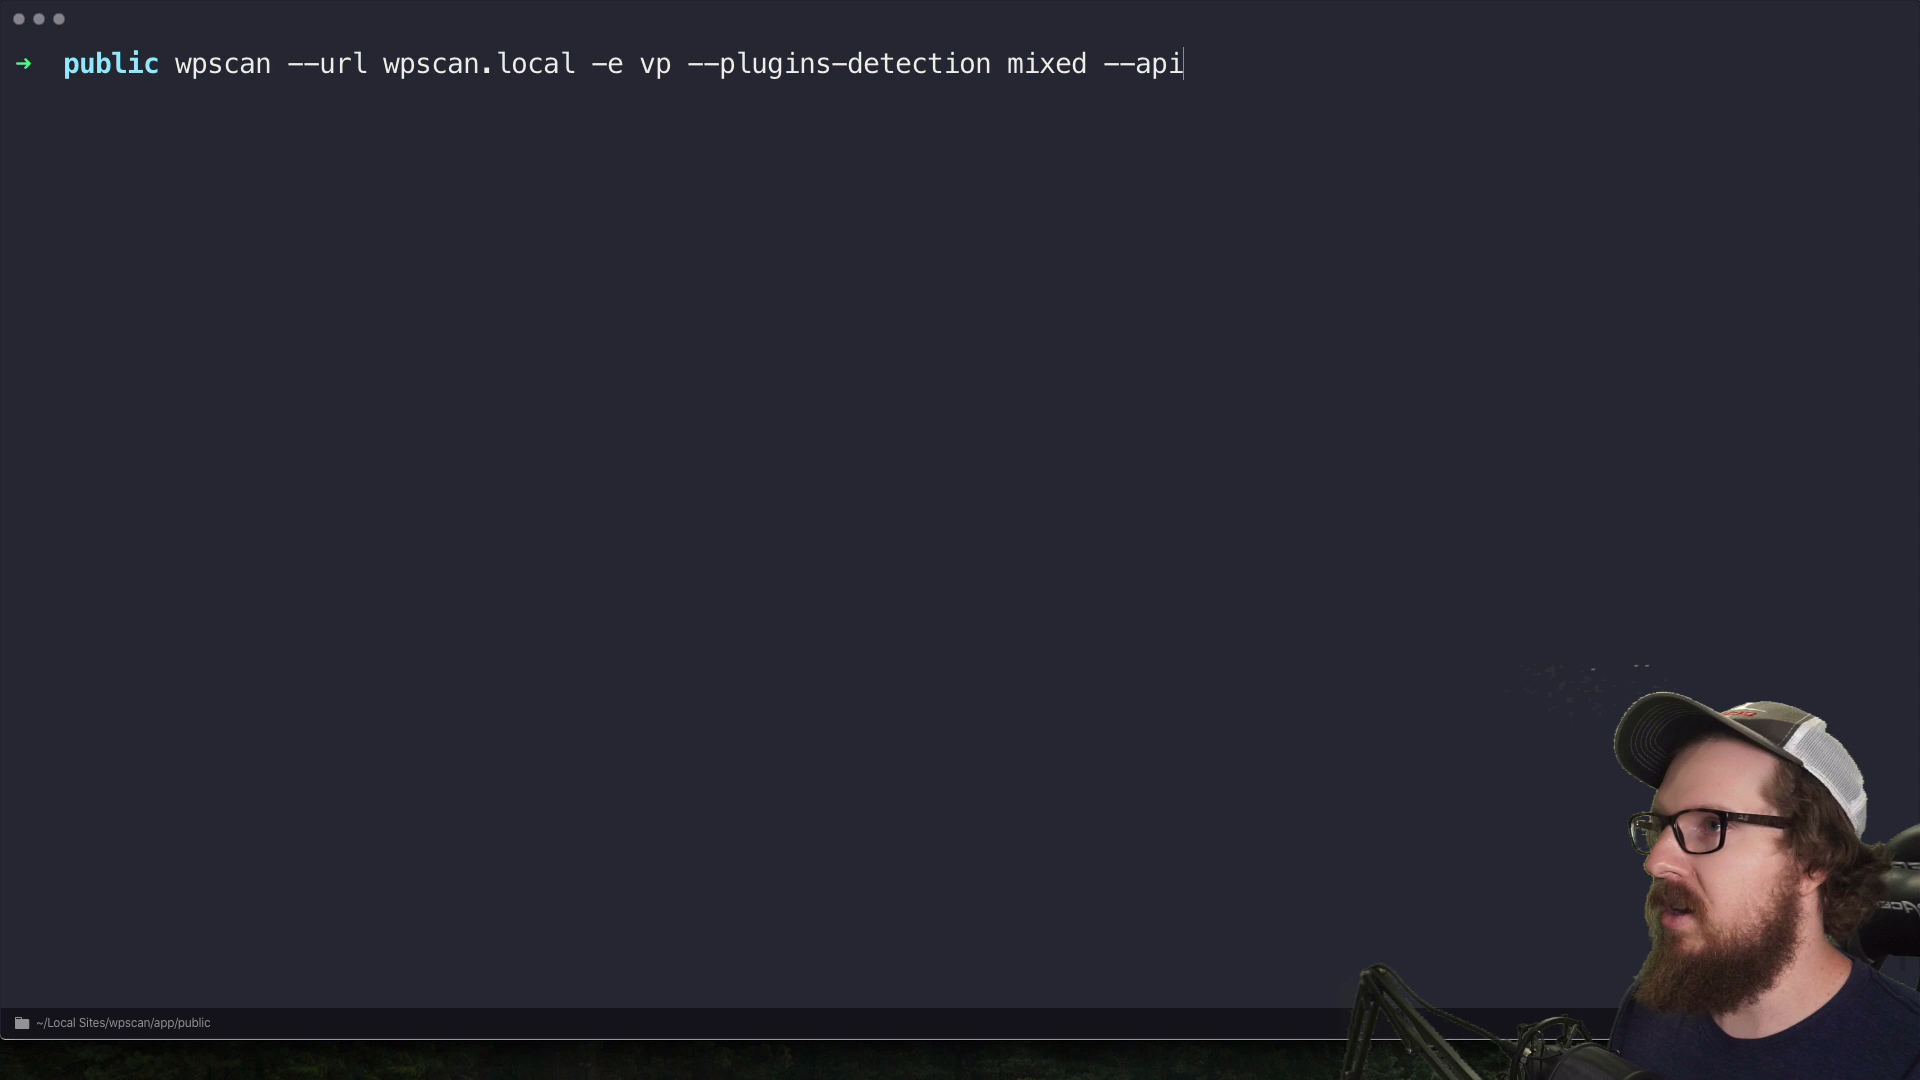 ➜ public wpscan --url wpscan.local -e vp --plugins-detection mixed --api
~/Local Sites/wpscan/app/public